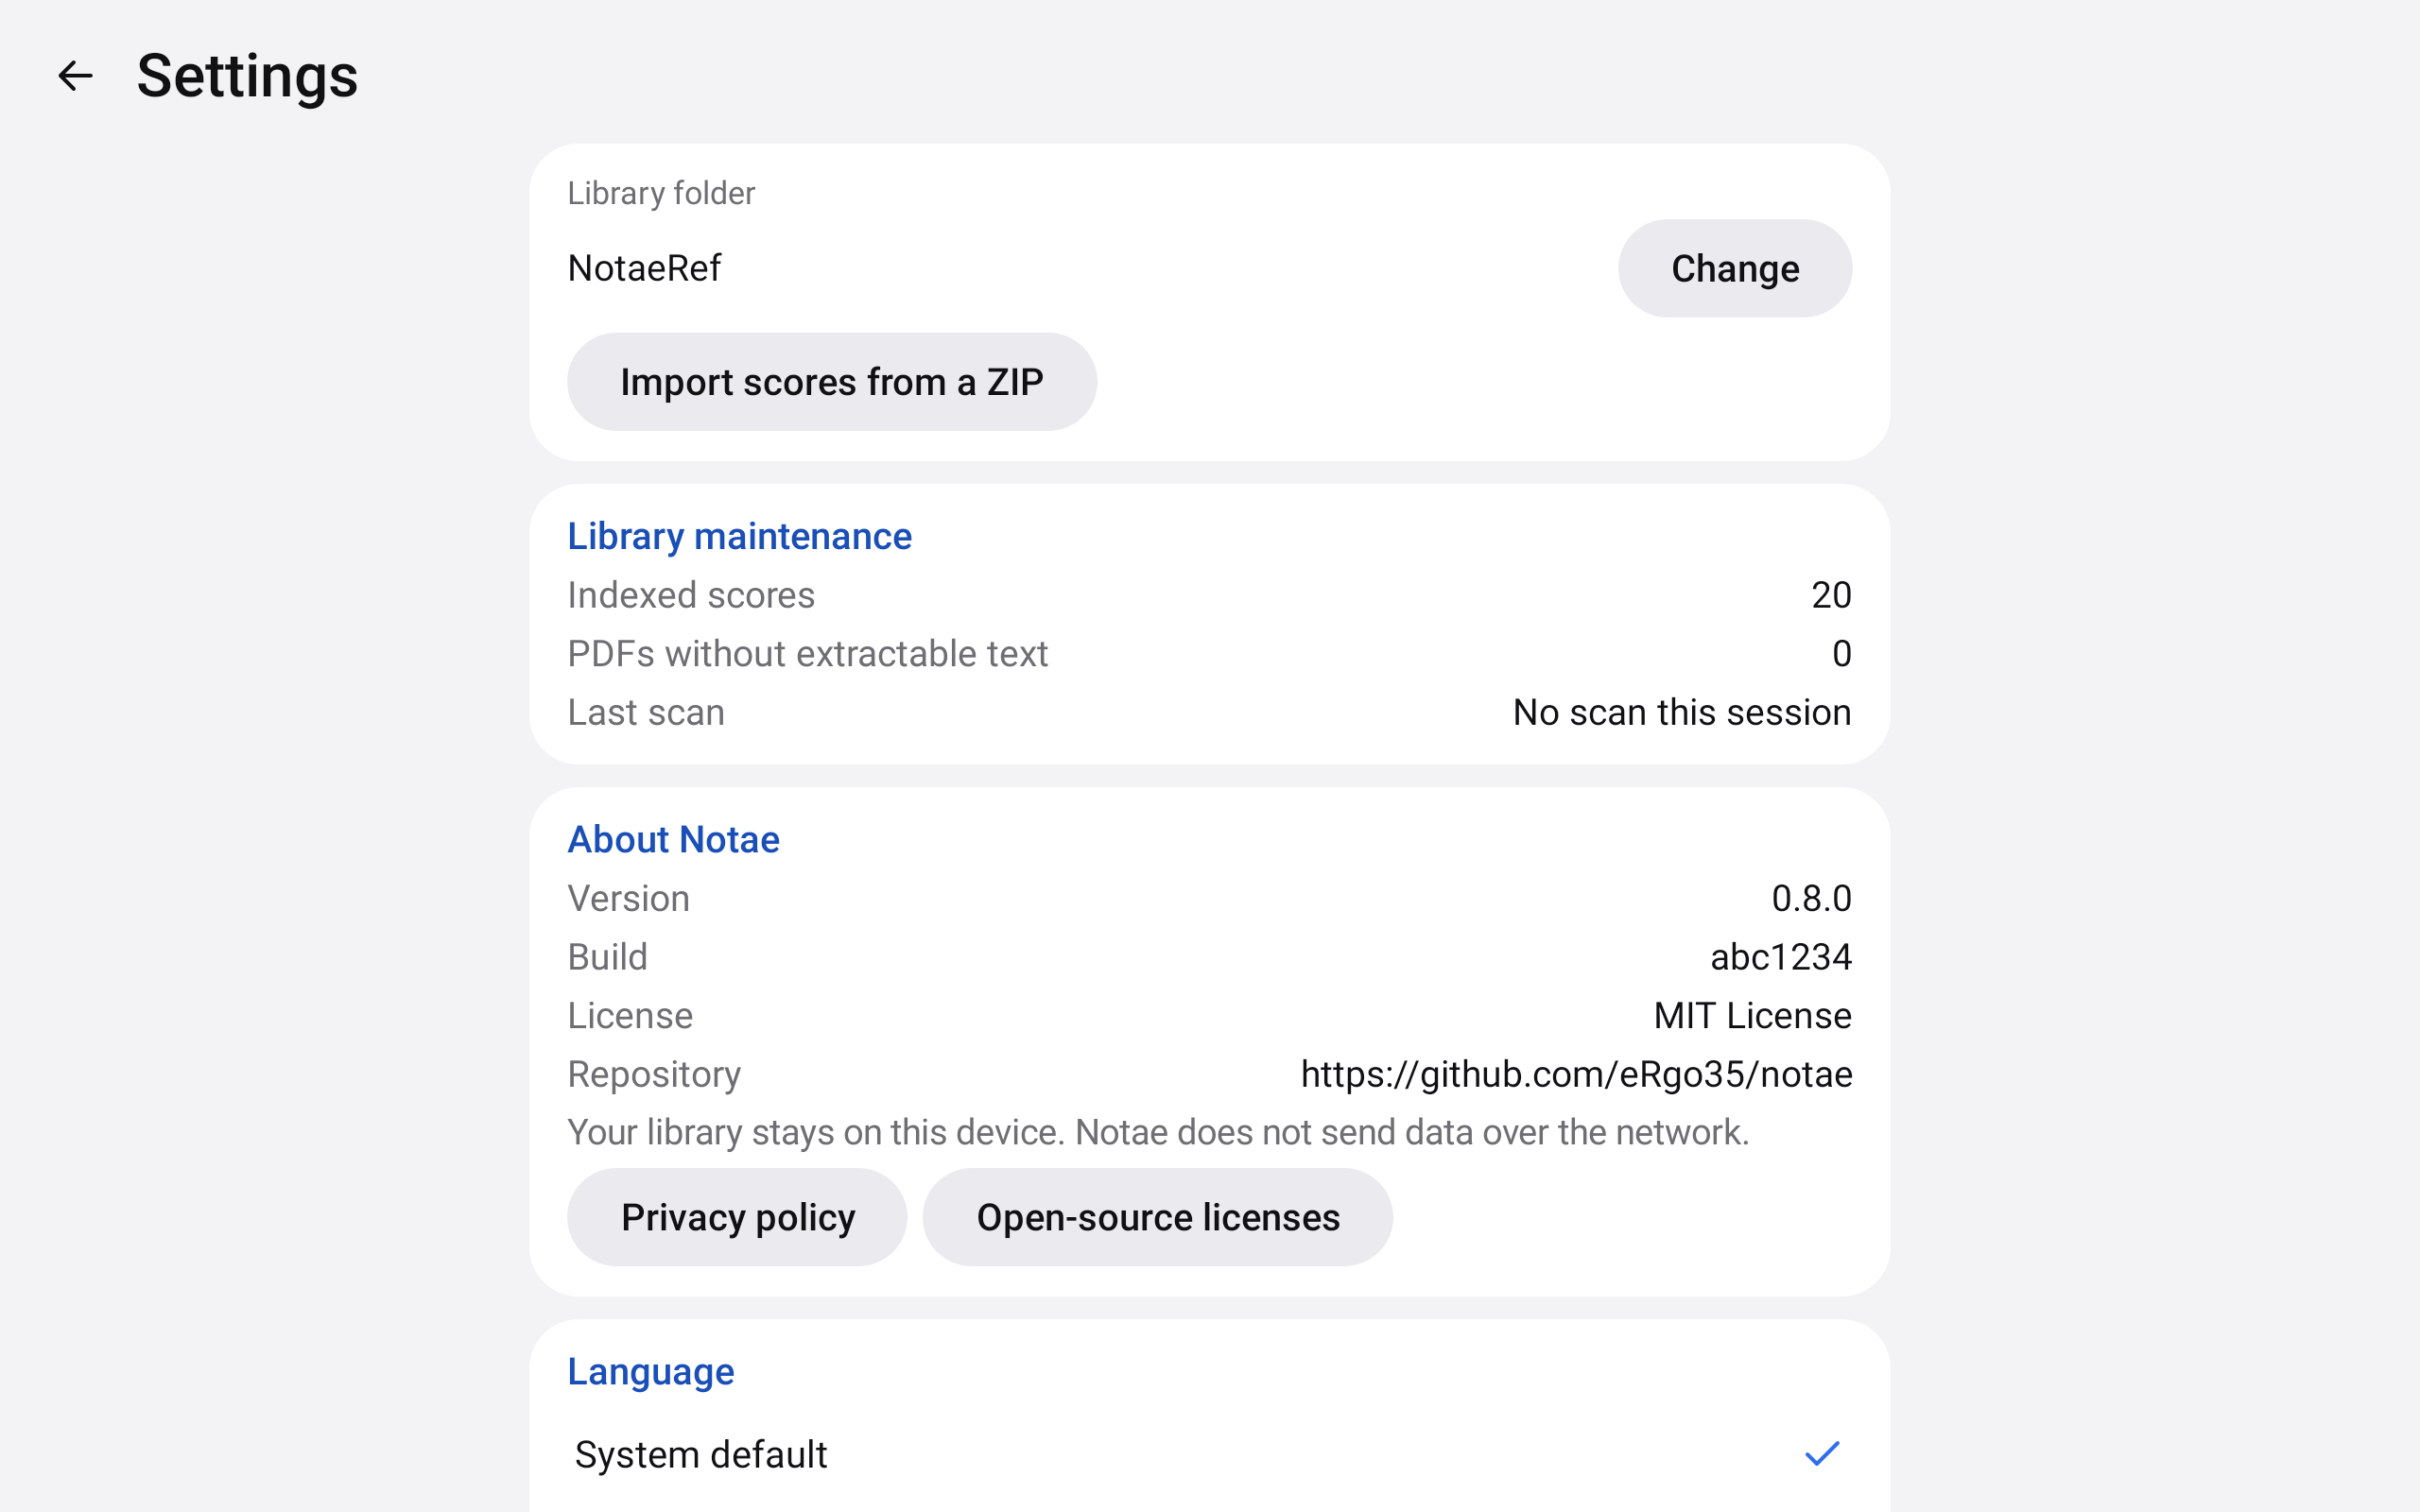 Settings
Library folder
NotaeRef
Change
Import scores from a ZIP
Library maintenance
Indexed scores 20
PDFs without extractable text 0
Last scan No scan this session
About Notae
Version 0.8.0
Build abc1234
License MIT License
Repository https://github.com/eRgo35/notae
Your library stays on this device. Notae does not send data over the network.
Privacy policy Open-source licenses
Language
System default